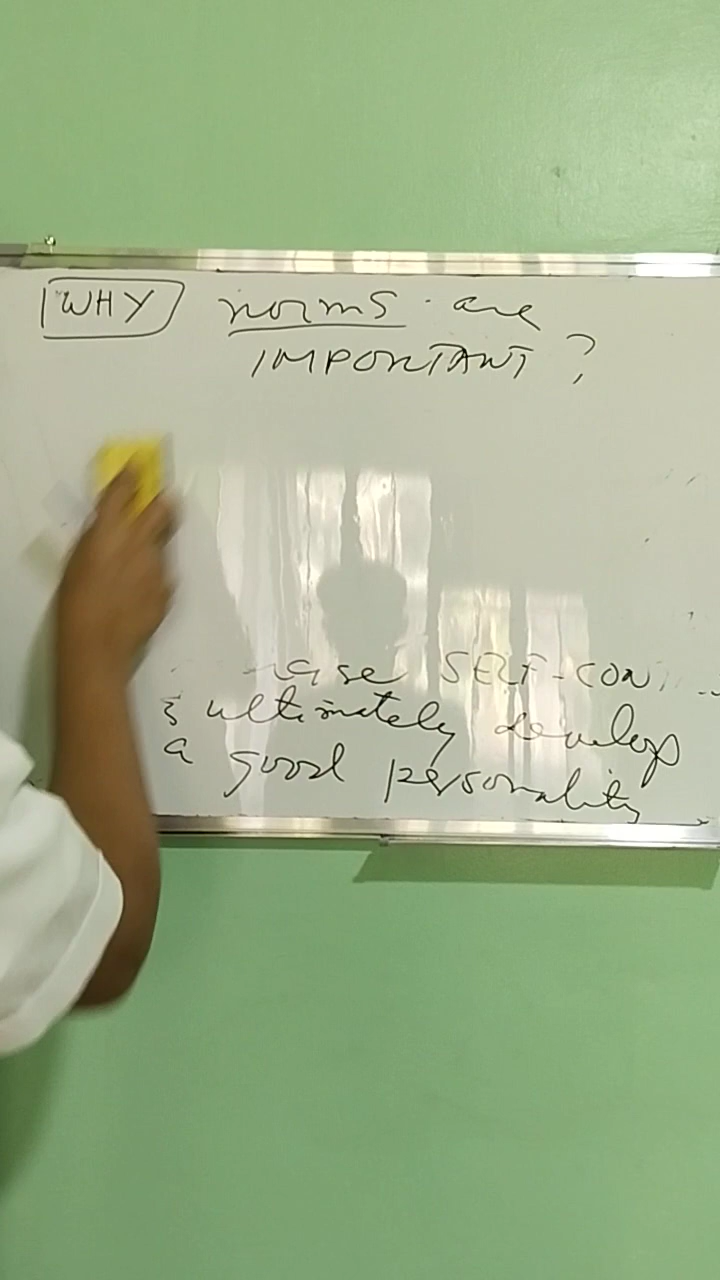 WHY norms are
IMPORTANT?
SELF-CON
& ultimately develop
a good personality